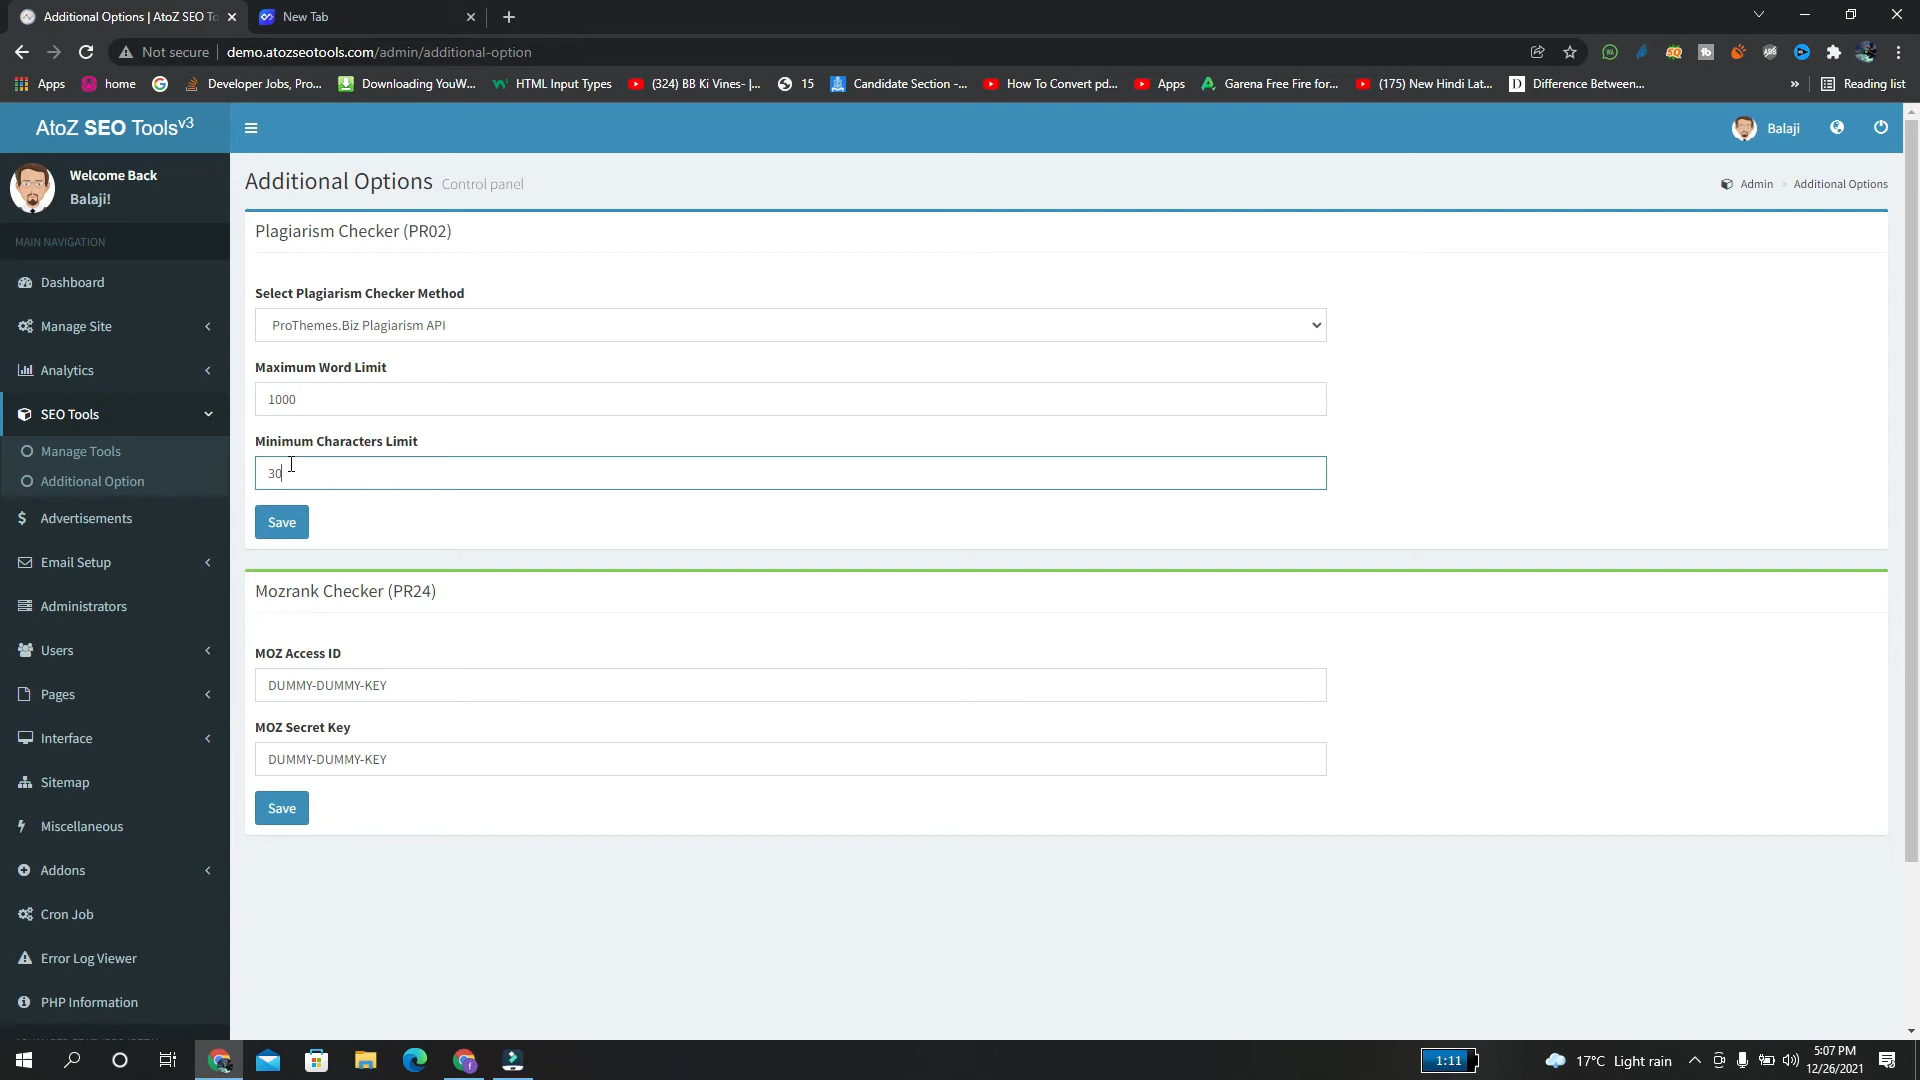 Additional Options | AtoZ SEO To
New Tab
Not secure
demo.atozseotools.com/admin/additional-option
Apps
home
Developer Jobs, Pro...
Downloading YouW...
HTML Input Types
(324) BB Ki Vines- |...
15
Candidate Section -...
How To Convert pd...
Apps
Garena Free Fire for...
(175) New Hindi Lat...
Difference Between...
»
Reading list
AtoZ SEO Tools v3
Balaji
Welcome Back
Balaji!
Additional Options Control panel
Admin > Additional Options
MAIN NAVIGATION
Dashboard
Manage Site
Analytics
SEO Tools
Manage Tools
Additional Option
Advertisements
Email Setup
Administrators
Users
Pages
Interface
Sitemap
Miscellaneous
Addons
Cron Job
Error Log Viewer
PHP Information
Plagiarism Checker (PR02)
Select Plagiarism Checker Method
ProThemes.Biz Plagiarism API
Maximum Word Limit
1000
Minimum Characters Limit
30
Save
Mozrank Checker (PR24)
MOZ Access ID
DUMMY-DUMMY-KEY
MOZ Secret Key
DUMMY-DUMMY-KEY
Save
1:11
17°C Light rain
5:07 PM
12/26/2021